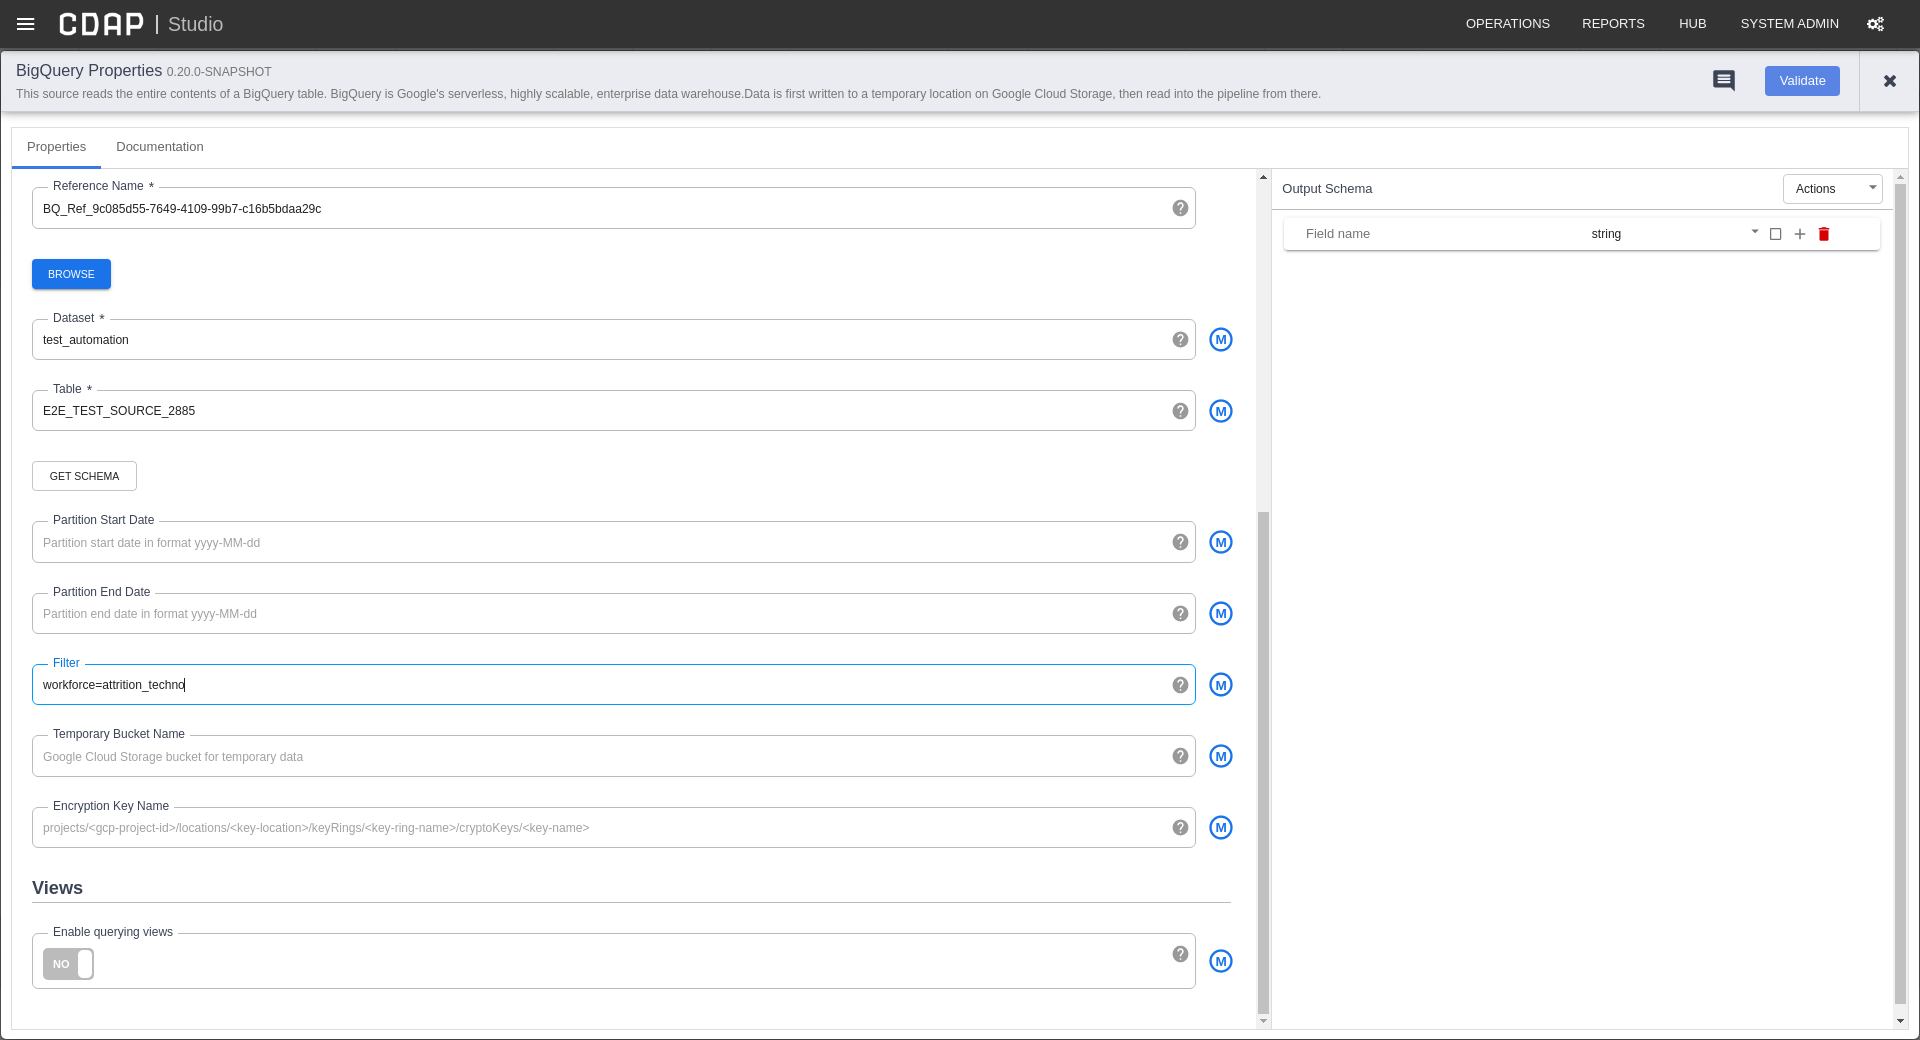 CDAP | Studio
OPERATIONS REPORTS HUB SYSTEM ADMIN
BigQuery Properties 0.20.0-SNAPSHOT
This source reads the entire contents of a BigQuery table. BigQuery is Google's serverless, highly scalable, enterprise data warehouse.Data is first written to a temporary location on Google Cloud Storage, then read into the pipeline from there.
Validate
Properties Documentation
Reference Name *
BQ_Ref_9c085d55-7649-4109-99b7-c16b5bdaa29c
BROWSE
Dataset *
test_automation
M
Table *
E2E_TEST_SOURCE_2885
M
GET SCHEMA
Partition Start Date
Partition start date in format yyyy-MM-dd
M
Partition End Date
Partition end date in format yyyy-MM-dd
M
Filter
workforce=attrition_techno
M
Temporary Bucket Name
Google Cloud Storage bucket for temporary data
M
Encryption Key Name
projects/<gcp-project-id>/locations/<key-location>/keyRings/<key-ring-name>/cryptoKeys/<key-name>
M
Views
Enable querying views
NO
M
Output Schema
Actions
Field name string